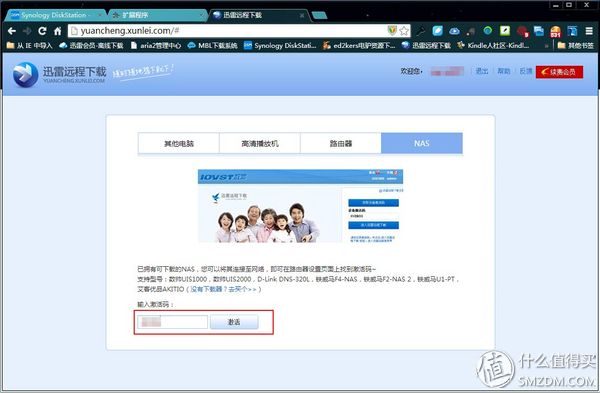 Synology DiskStation -
扩展程序
迅雷远程下载
yuancheng.xunlei.com/#
从 IE 中导入
迅雷会员-离线下载
aria2管理中心
MBL下载系统
Synology DiskStati...
ed2kers电驴资源下...
迅雷远程下载
Kindle人社区-Kindl...
其他书签
迅雷远程下载
YUANCHENG.XUNLEI.COM
随时随地想下就下!
欢迎您:
退出 | 帮助 | 反馈
续费会员
其他电脑
高清播放机
路由器
NAS
迅雷远程下载
已拥有可下载的NAS,您可以将其连接至网络,即可在路由器设置页面上找到激活码~
支持型号:数帅UIS1000,数帅UIS2000,D-Link DNS-320L,铁威马F4-NAS,铁威马F2-NAS 2,铁威马U1-PT,
艾客优品AKITIO(没有下载器?去买个>>)
输入激活码:
激活
值 什么值得买
SMZDM.COM